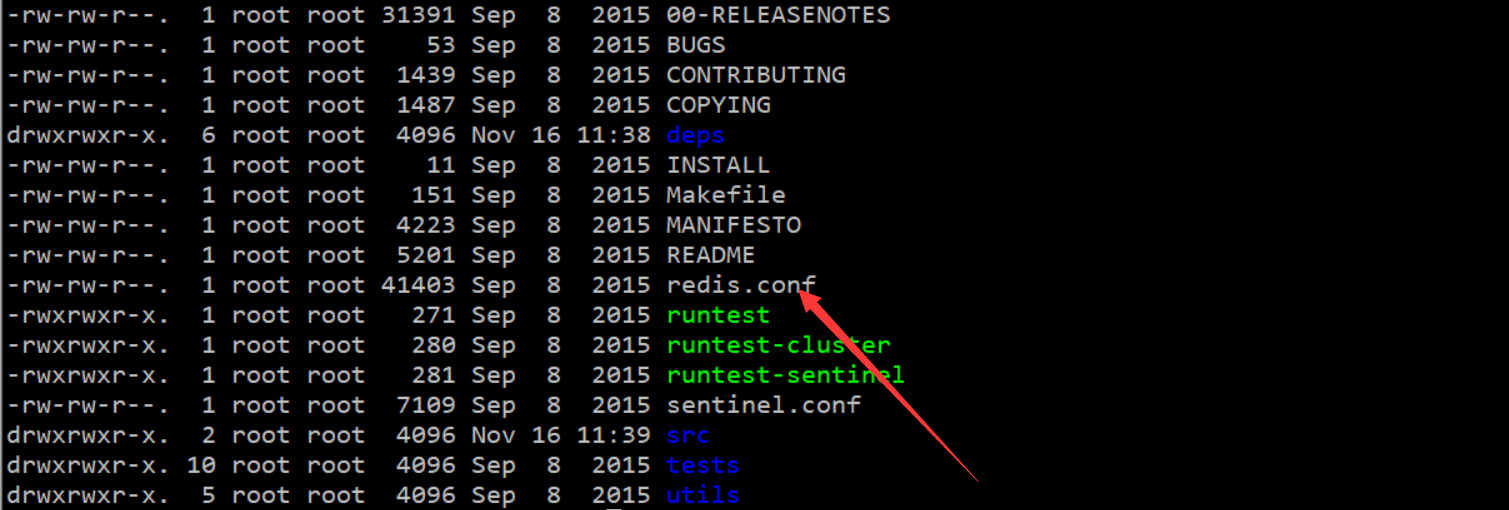 -rw-rw-r--.  1 root root 31391 Sep  8  2015 00-RELEASENOTES
-rw-rw-r--.  1 root root    53 Sep  8  2015 BUGS
-rw-rw-r--.  1 root root  1439 Sep  8  2015 CONTRIBUTING
-rw-rw-r--.  1 root root  1487 Sep  8  2015 COPYING
drwxrwxr-x.  6 root root  4096 Nov 16 11:38 deps
-rw-rw-r--.  1 root root    11 Sep  8  2015 INSTALL
-rw-rw-r--.  1 root root   151 Sep  8  2015 Makefile
-rw-rw-r--.  1 root root  4223 Sep  8  2015 MANIFESTO
-rw-rw-r--.  1 root root  5201 Sep  8  2015 README
-rw-rw-r--.  1 root root 41403 Sep  8  2015 redis.conf
-rwxrwxr-x.  1 root root   271 Sep  8  2015 runtest
-rwxrwxr-x.  1 root root   280 Sep  8  2015 runtest-cluster
-rwxrwxr-x.  1 root root   281 Sep  8  2015 runtest-sentinel
-rw-rw-r--.  1 root root  7109 Sep  8  2015 sentinel.conf
drwxrwxr-x.  2 root root  4096 Nov 16 11:39 src
drwxrwxr-x. 10 root root  4096 Sep  8  2015 tests
drwxrwxr-x.  5 root root  4096 Sep  8  2015 utils